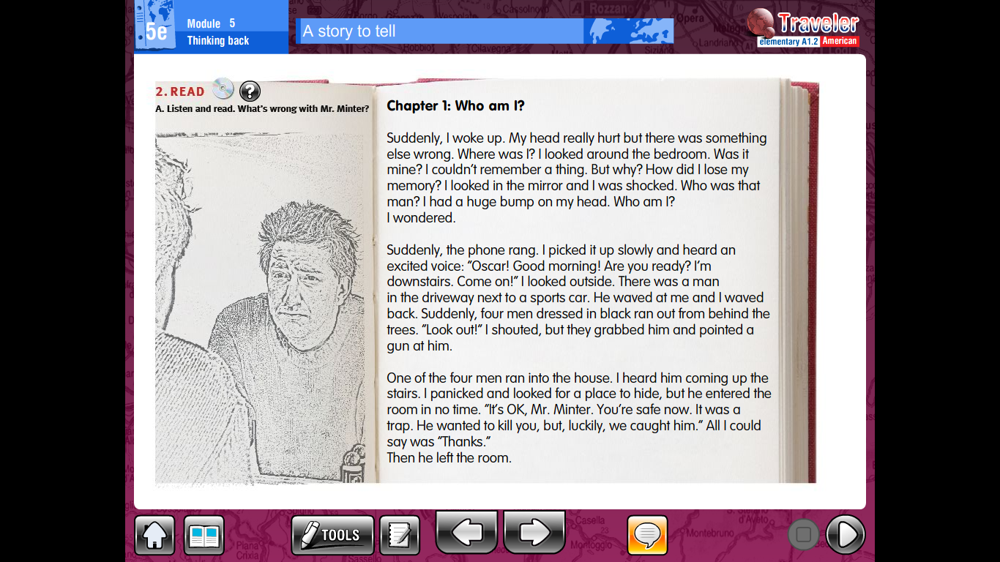 5e
Module 5
Thinking back
A story to tell
Traveler
elementary A1.2 American
2. READ
A. Listen and read. What's wrong with Mr. Minter?
Chapter 1: Who am I?
Suddenly, I woke up. My head really hurt but there was something
else wrong. Where was I? I looked around the bedroom. Was it
mine? I couldn't remember a thing. But why? How did I lose my
memory? I looked in the mirror and I was shocked. Who was that
man? I had a huge bump on my head. Who am I?
I wondered.
Suddenly, the phone rang. I picked it up slowly and heard an
excited voice: "Oscar! Good morning! Are you ready? I'm
downstairs. Come on!" I looked outside. There was a man
in the driveway next to a sports car. He waved at me and I waved
back. Suddenly, four men dressed in black ran out from behind the
trees. "Look out!" I shouted, but they grabbed him and pointed a
gun at him.
One of the four men ran into the house. I heard him coming up the
stairs. I panicked and looked for a place to hide, but he entered the
room in no time. "It's OK, Mr. Minter. You're safe now. It was a
trap. He wanted to kill you, but, luckily, we caught him." All I could
say was "Thanks."
Then he left the room.
TOOLS